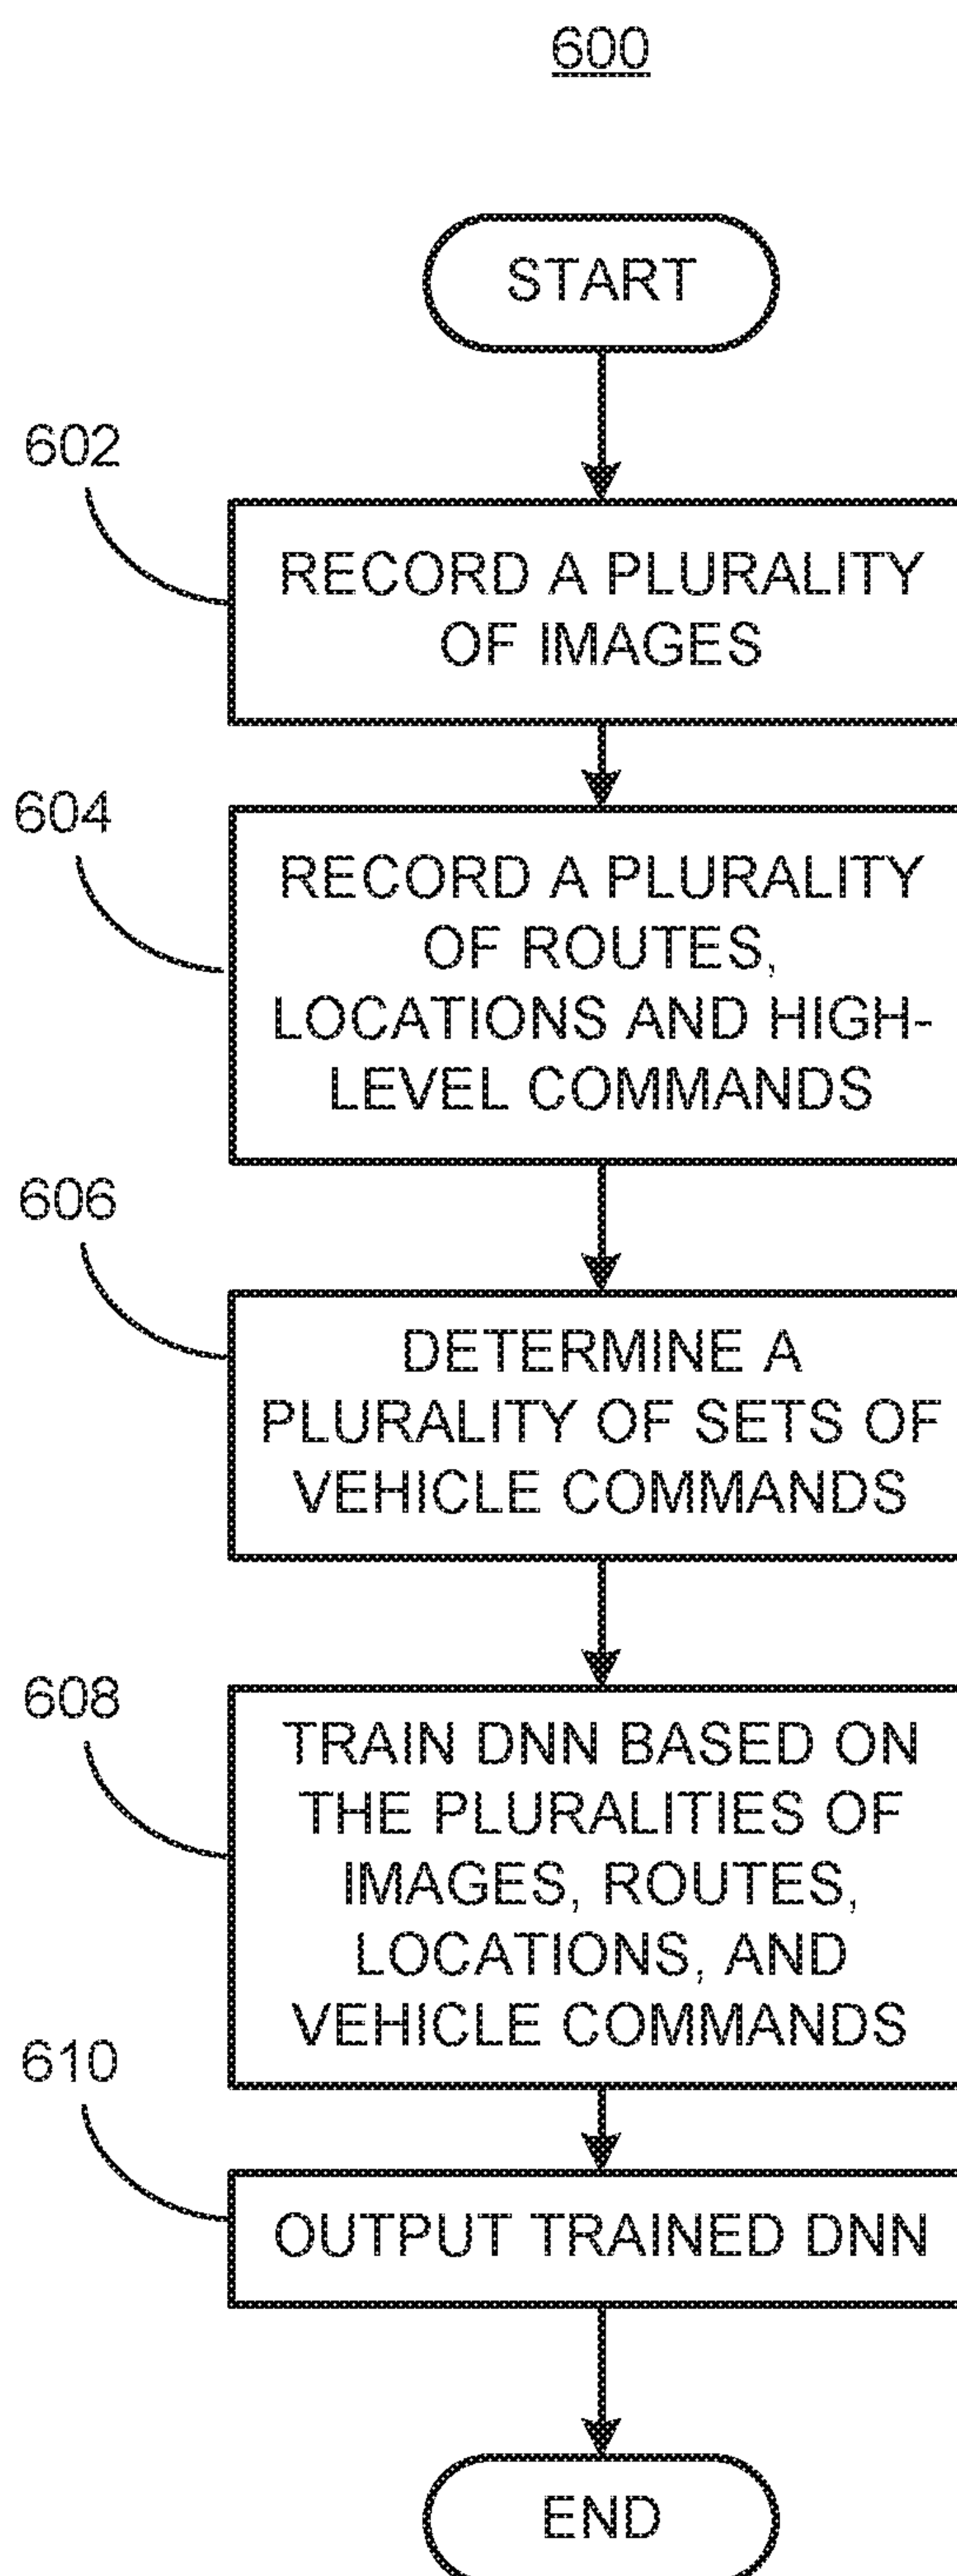 600
START
602
RECORD A PLURALITY
OF IMAGES
604
RECORD A PLURALITY
OF ROUTES,
LOCATIONS AND HIGH-
LEVEL COMMANDS
606
DETERMINE A
PLURALITY OF SETS OF
VEHICLE COMMANDS
608
TRAIN DNN BASED ON
THE PLURALITIES OF
IMAGES, ROUTES,
LOCATIONS, AND
VEHICLE COMMANDS
610
OUTPUT TRAINED DNN
END